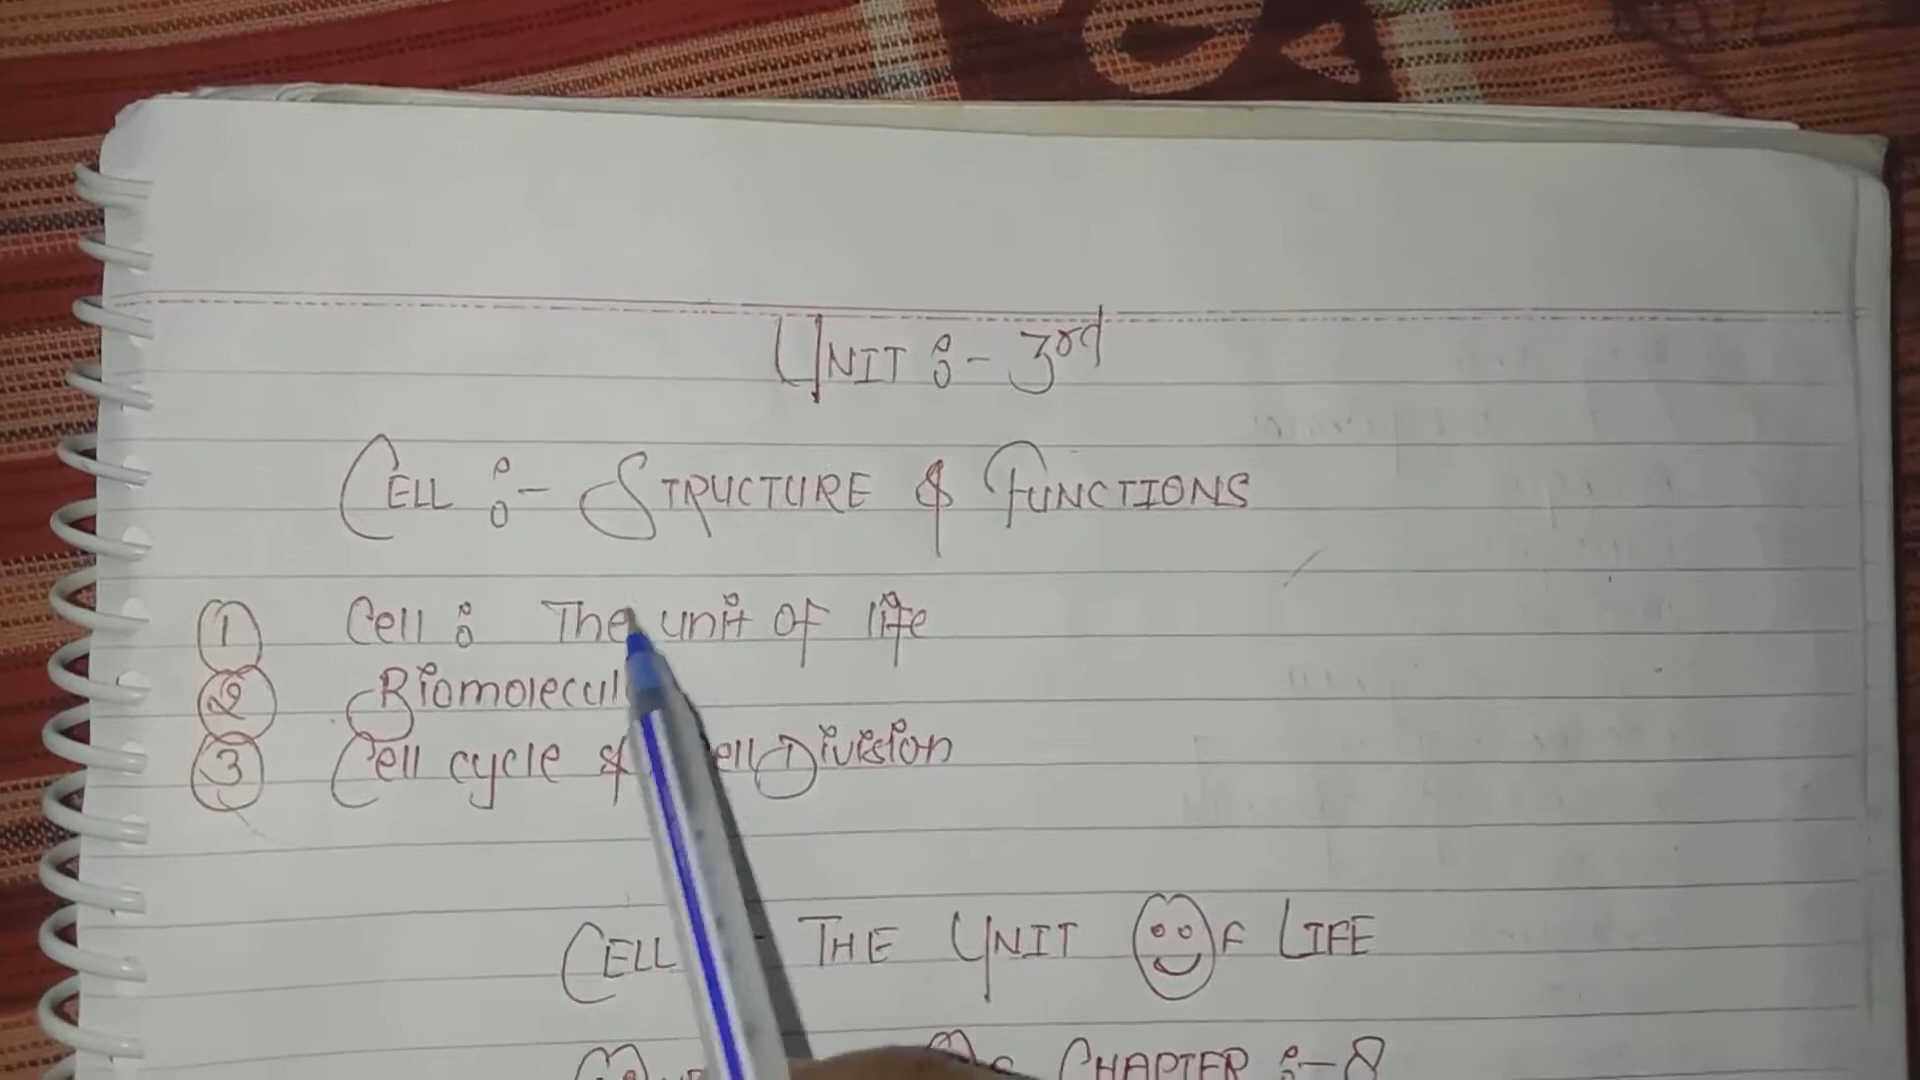 UNIT :- 3rd
CELL :- STRUCTURE & FUNCTIONS
① Cell : The unit of life
② Biomolecul
③ Cell cycle & ell Division
CELL - THE UNIT OF LIFE
CHAPTER :- 8